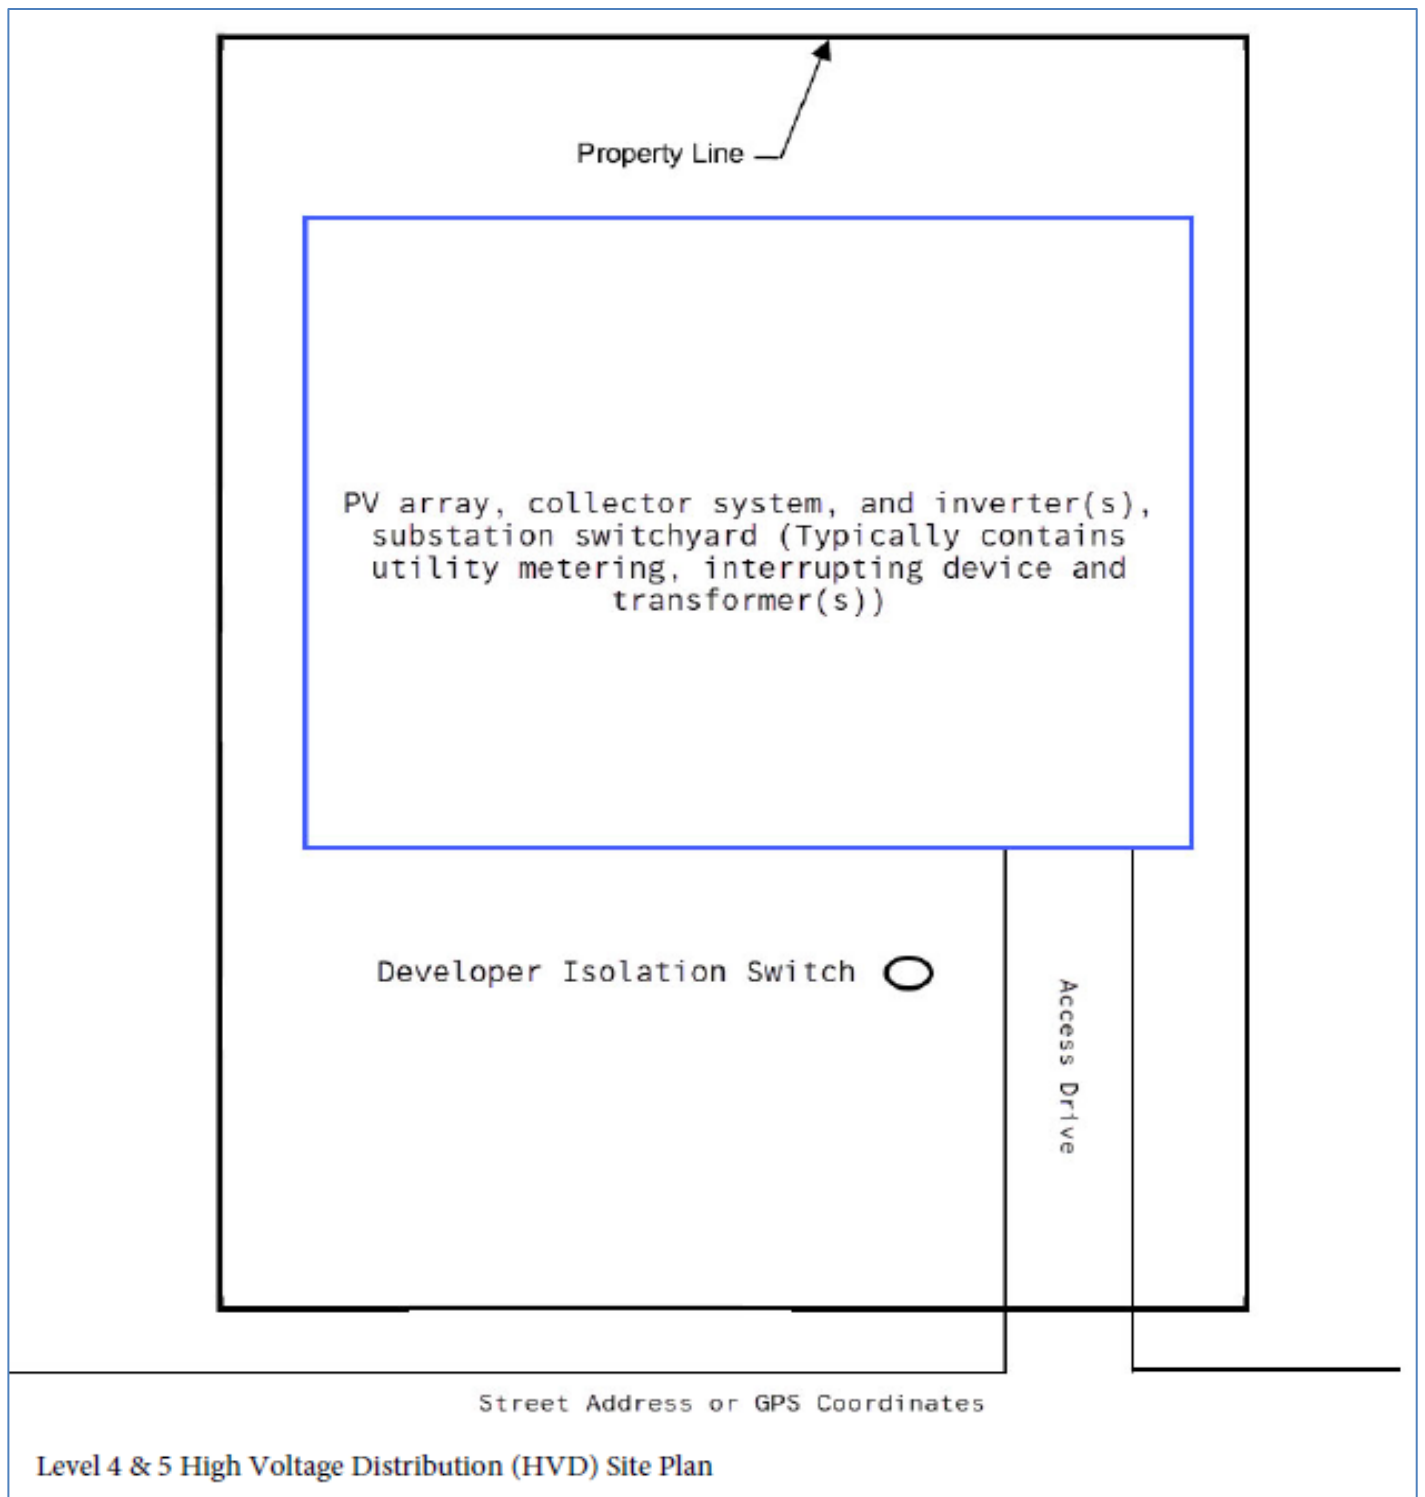 Property Line
PV array, collector system, and inverter(s),
substation switchyard (Typically contains
utility metering, interrupting device and
transformer(s))
Developer Isolation Switch
Access Drive
Street Address or GPS Coordinates
Level 4 & 5 High Voltage Distribution (HVD) Site Plan